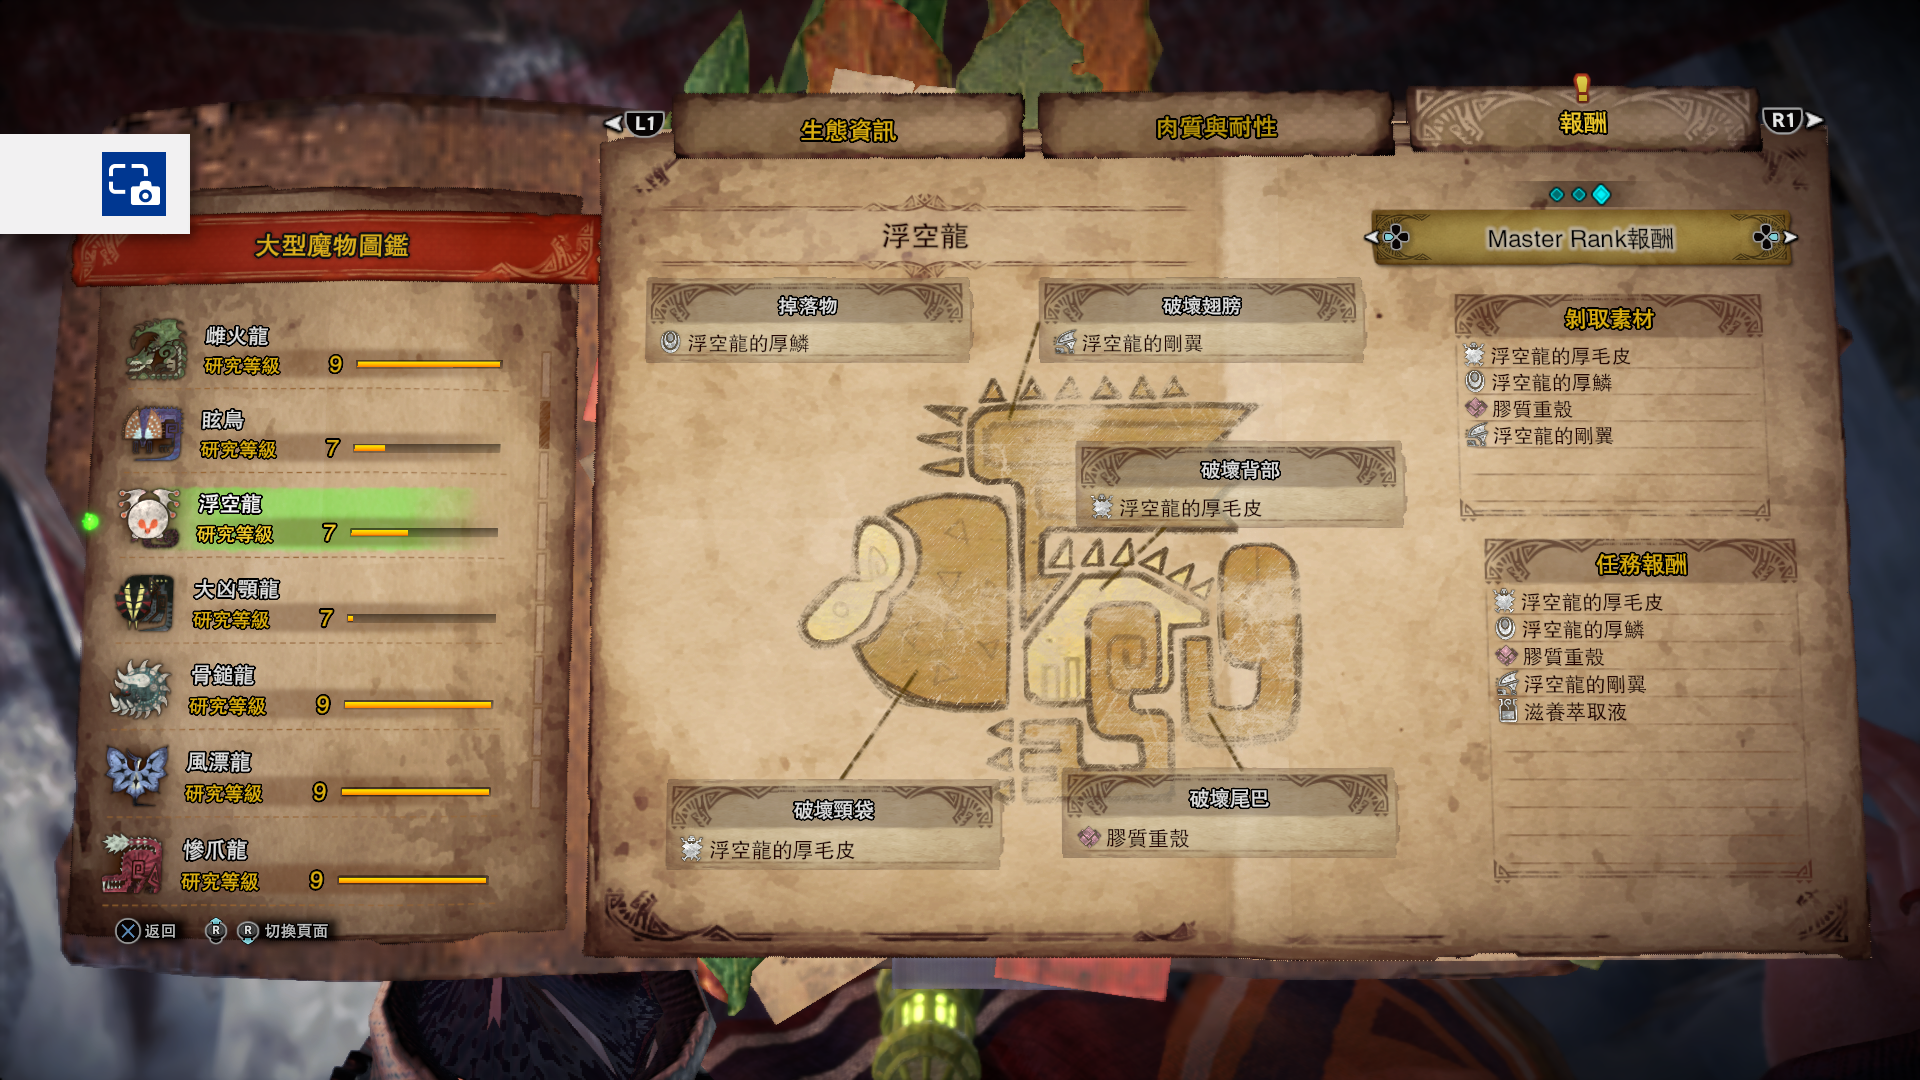 L1
生態資訊
肉質與耐性
報酬
R1
大型魔物圖鑑
雌火龍
研究等級 9
眩鳥
研究等級 7
浮空龍
研究等級 7
大凶顎龍
研究等級 7
骨鎚龍
研究等級 9
風漂龍
研究等級 9
慘爪龍
研究等級 9
返回
R R 切換頁面
浮空龍
掉落物
浮空龍的厚鱗
破壞翅膀
浮空龍的剛翼
破壞背部
浮空龍的厚毛皮
破壞頸袋
浮空龍的厚毛皮
破壞尾巴
膠質重殼
Master Rank報酬
剝取素材
浮空龍的厚毛皮
浮空龍的厚鱗
膠質重殼
浮空龍的剛翼
任務報酬
浮空龍的厚毛皮
浮空龍的厚鱗
膠質重殼
浮空龍的剛翼
滋養萃取液